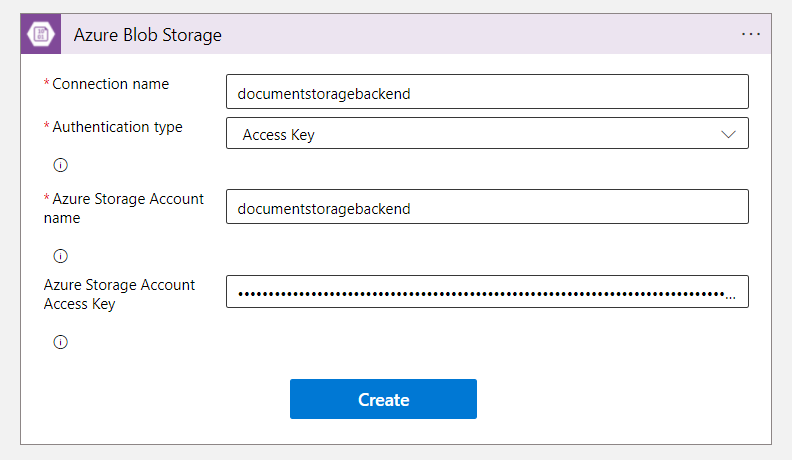 Azure Blob Storage
...
* Connection name
documentstoragebackend
* Authentication type
Access Key
* Azure Storage Account
name
documentstoragebackend
Azure Storage Account
Access Key
••••••••••••••••••••••••••••••••••••••••••••••••••••••••••••••••••••••••••••••••...
Create